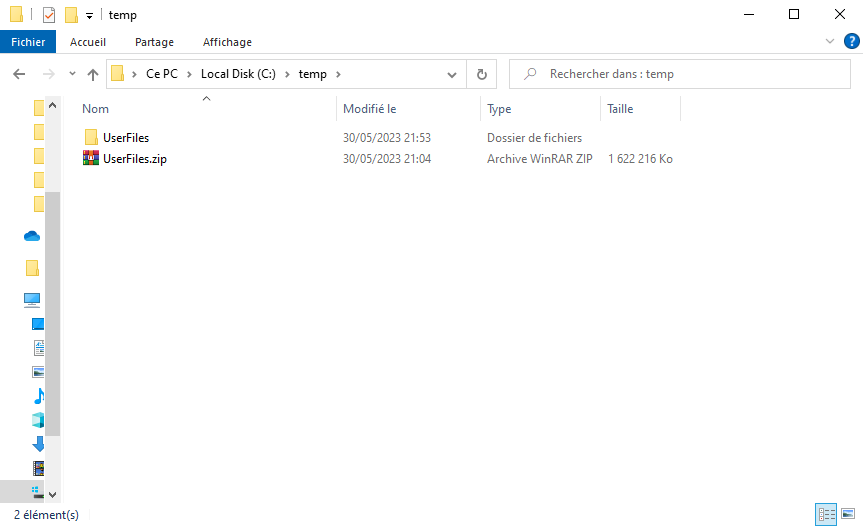 temp
Fichier Accueil Partage Affichage
Ce PC Local Disk (C:) temp Rechercher dans : temp
Nom Modifié le Type Taille
UserFiles 30/05/2023 21:53 Dossier de fichiers
UserFiles.zip 30/05/2023 21:04 Archive WinRAR ZIP 1 622 216 Ko
2 élément(s)